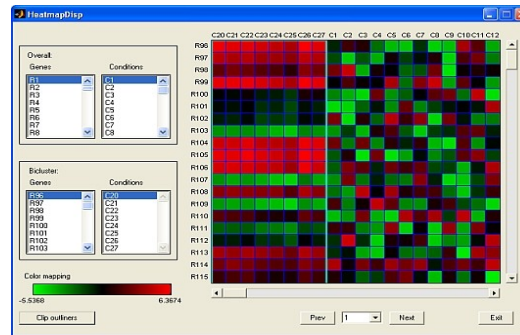 HeatmapDisp
Overall:
Genes Conditions
R1 C1
R2 C2
R3 C3
R4 C4
R5 C5
R6 C6
R7 C7
R8 C8
Bicluster:
Genes Conditions
R96 C20
R97 C21
R98 C22
R99 C23
R100 C24
R101 C25
R102 C26
R103 C27
Color mapping
-5.5368 6.3674
Clip outliners
C20 C21 C22 C23 C24 C25 C26 C27 C1 C2 C3 C4 C5 C6 C7 C8 C9 C10 C11 C12
R96
R97
R98
R99
R100
R101
R102
R103
R104
R105
R106
R107
R108
R109
R110
R111
R112
R113
R114
R115
Prev 1 Next Exit